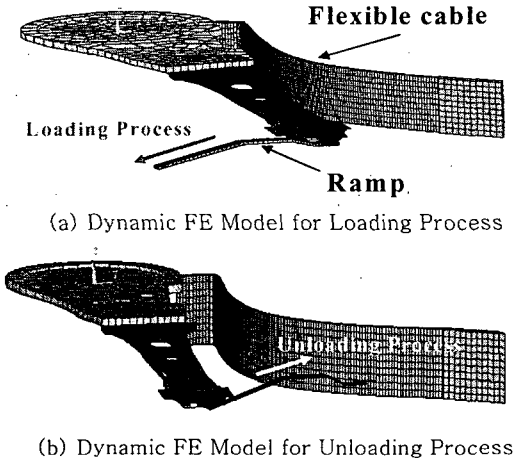 Flexible cable
Loading Process
Ramp
(a) Dynamic FE Model for Loading Process
Unloading Process
(b) Dynamic FE Model for Unloading Process